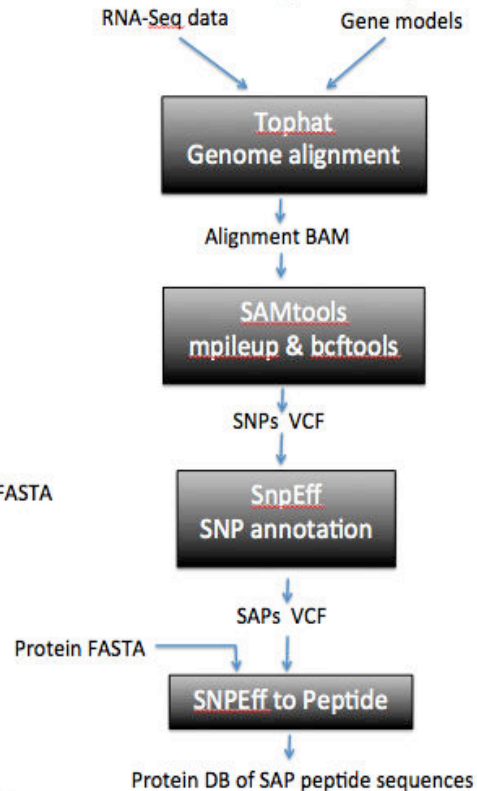 RNA-Seq data
Gene models
Tophat
Genome alignment
Alignment BAM
SAMtools
mpileup & bcftools
SNPs VCF
FASTA
SnpEff
SNP annotation
SAPs VCF
Protein FASTA
SNPEff to Peptide
Protein DB of SAP peptide sequences